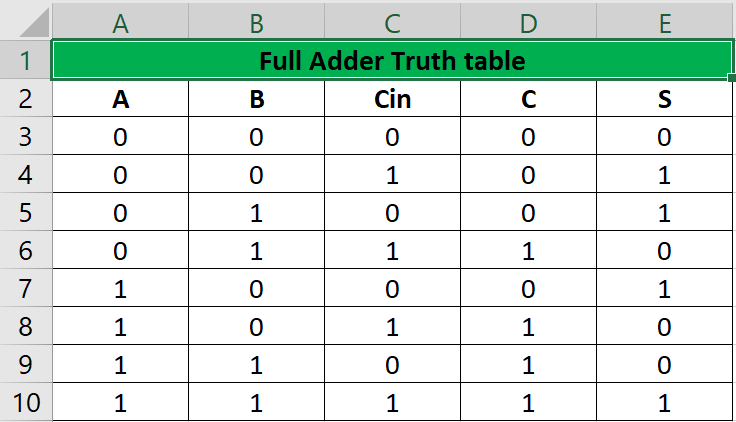 A B C D E
1 Full Adder Truth table
2 A B Cin C S
3 0 0 0 0 0
4 0 0 1 0 1
5 0 1 0 0 1
6 0 1 1 1 0
7 1 0 0 0 1
8 1 0 1 1 0
9 1 1 0 1 0
10 1 1 1 1 1